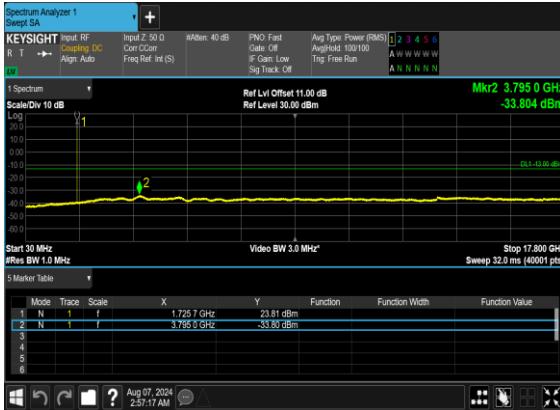 Spectrum Analyzer 1
Swept SA
+
KEYSIGHT Input: RF Input Z: 50 Ω #Atten: 40 dB PNO: Fast Avg Type: Power (RMS) 1 2 3 4 5 6
R T Coupling: DC Corr CCorr Gate: Off Avg|Hold: 100/100 A W W W W W
Align: Auto Freq Ref: Int (S) IF Gain: Low Trig: Free Run
Sig Track: Off A N N N N N
1 Spectrum Ref Lvl Offset 11.00 dB Mkr2 3.795 0 GHz
Scale/Div 10 dB Ref Level 30.00 dBm -33.804 dBm
Log
20.0
10.0
0.00
-10.0
-20.0
-30.0
-40.0
-50.0
-60.0
1
DL1 -13.00 dBm
2
Start 30 MHz Video BW 3.0 MHz* Stop 17.800 GHz
#Res BW 1.0 MHz Sweep 32.0 ms (40001 pts)
5 Marker Table
Mode Trace Scale X Y Function Function Width Function Value
1 N 1 f 1.725 7 GHz 23.81 dBm
2 N 1 f 3.795 0 GHz -33.80 dBm
3
4
5
6
? Aug 07, 2024
2:57:17 AM